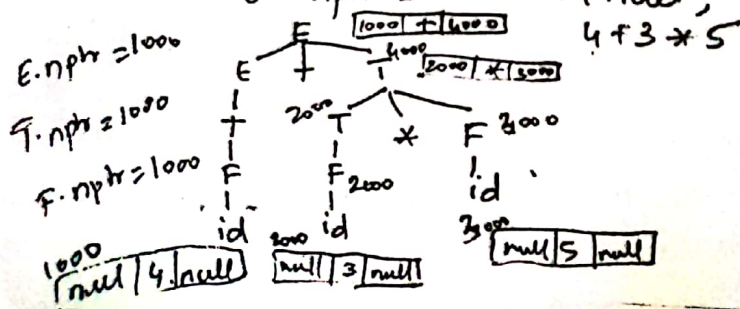 E 1000 + 4000
4+3*5
E.nptr=1000
E + T 4000 2000 * 3000
T.nptr=1000
T 2000 T * F 3000
F.nptr=1000
F F 2000 id
id id
1000 2000 3000
null 4 null null 3 null null 5 null